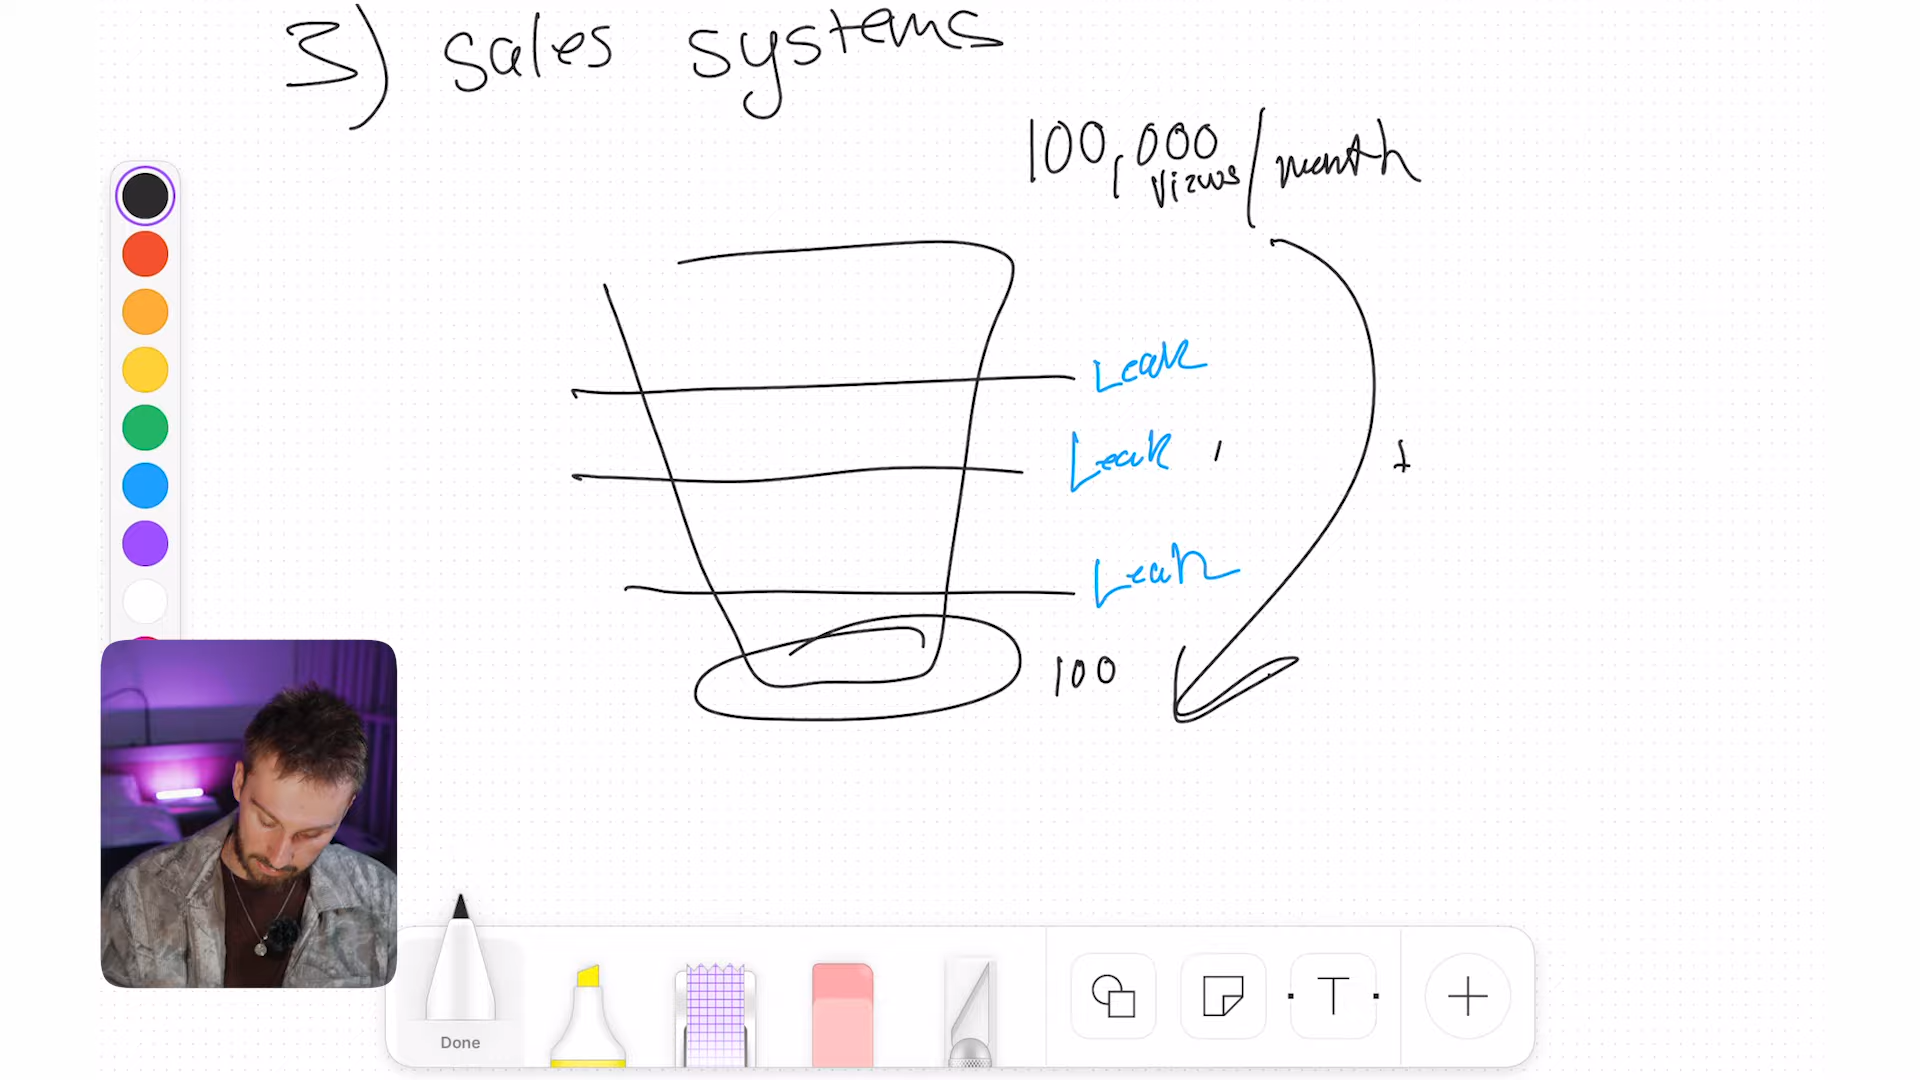 3) sales systems
100,000 views/month
Leak
Leak
Leak
100
Done